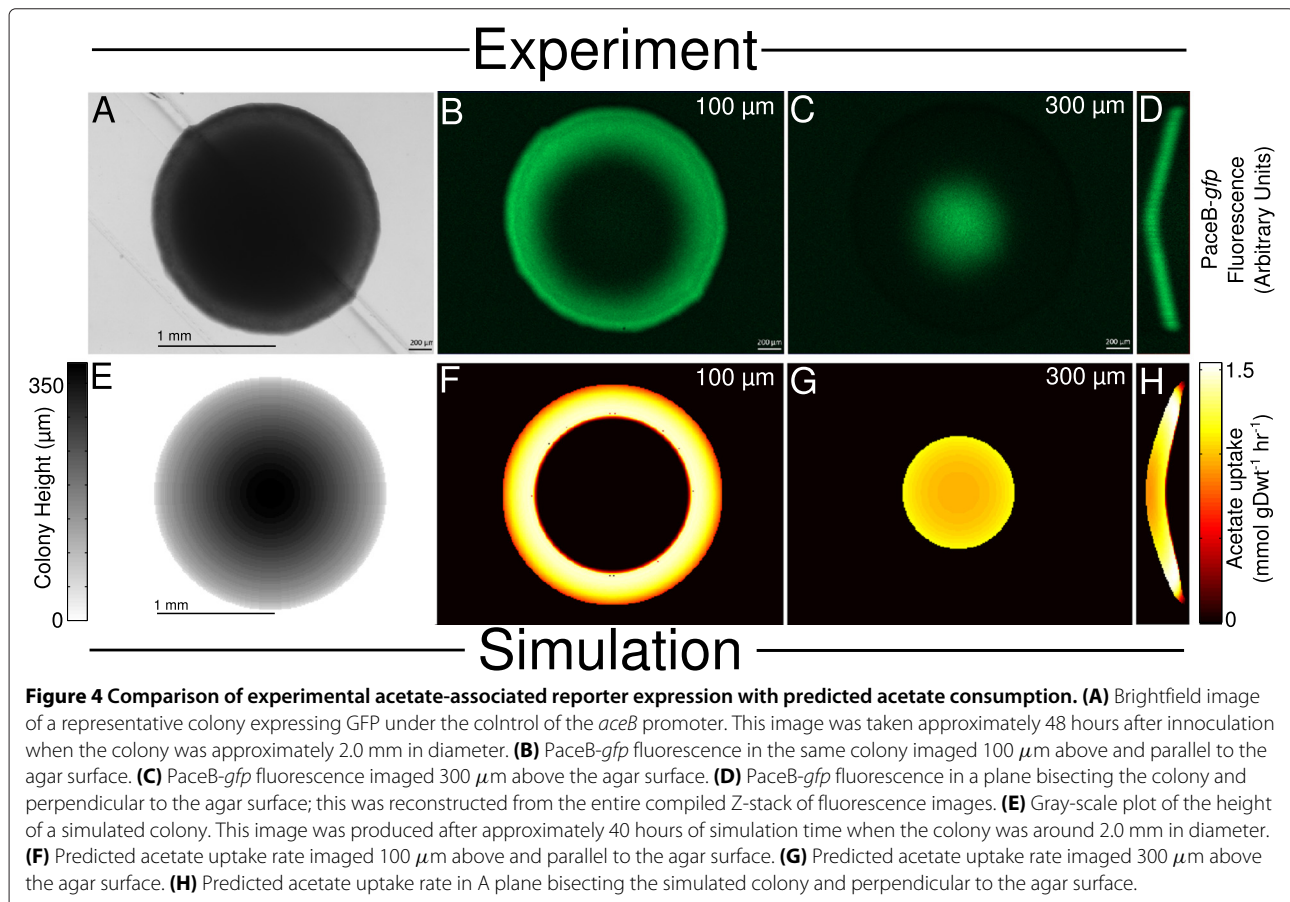 Experiment
A
B
100 µm
C
300 µm
D
1 mm
200 µm
200 µm
200 µm
PaceB-gfp
Fluorescence
(Arbitrary Units)
350
Colony Height (µm)
0
E
1 mm
F
100 µm
G
300 µm
H
1.5
Acetate uptake
(mmol gDwt⁻¹ hr⁻¹)
0
Simulation
Figure 4 Comparison of experimental acetate-associated reporter expression with predicted acetate consumption. (A) Brightfield image
of a representative colony expressing GFP under the colntrol of the aceB promoter. This image was taken approximately 48 hours after innoculation
when the colony was approximately 2.0 mm in diameter. (B) PaceB-gfp fluorescence in the same colony imaged 100 µm above and parallel to the
agar surface. (C) PaceB-gfp fluorescence imaged 300 µm above the agar surface. (D) PaceB-gfp fluorescence in a plane bisecting the colony and
perpendicular to the agar surface; this was reconstructed from the entire compiled Z-stack of fluorescence images. (E) Gray-scale plot of the height
of a simulated colony. This image was produced after approximately 40 hours of simulation time when the colony was around 2.0 mm in diameter.
(F) Predicted acetate uptake rate imaged 100 µm above and parallel to the agar surface. (G) Predicted acetate uptake rate imaged 300 µm above
the agar surface. (H) Predicted acetate uptake rate in A plane bisecting the simulated colony and perpendicular to the agar surface.